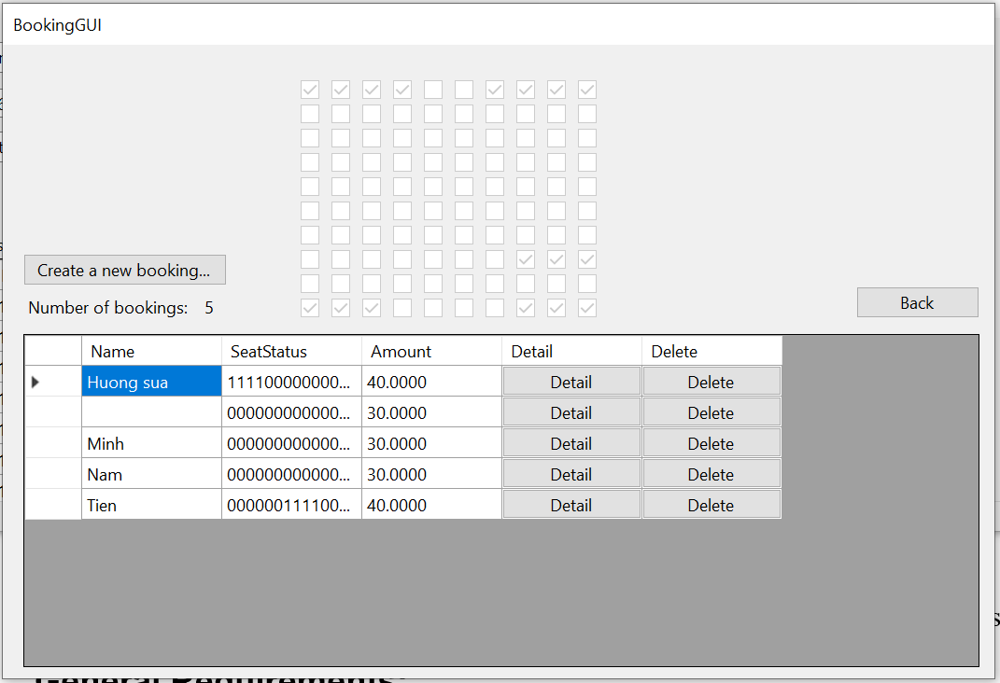 BookingGUI
Create a new booking...
Number of bookings: 5
Back
Name SeatStatus Amount Detail Delete
Huong sua 111100000000... 40.0000 Detail Delete
000000000000... 30.0000 Detail Delete
Minh 000000000000... 30.0000 Detail Delete
Nam 000000000000... 30.0000 Detail Delete
Tien 000000111100... 40.0000 Detail Delete
General Requirements: